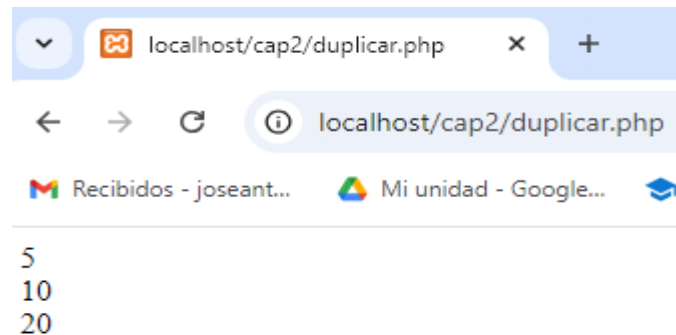 localhost/cap2/duplicar.php
localhost/cap2/duplicar.php
Recibidos - joseant... Mi unidad - Google...
5
10
20